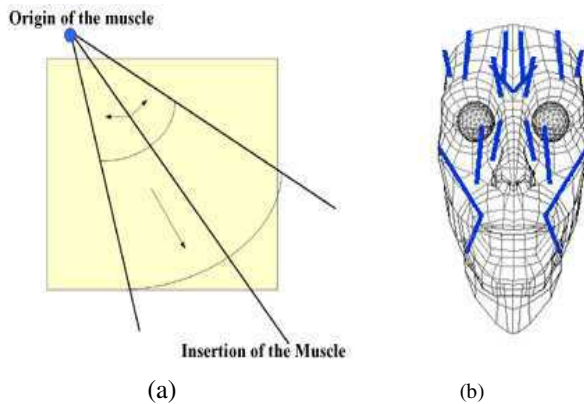 Origin of the muscle
Insertion of the Muscle
(a)
(b)